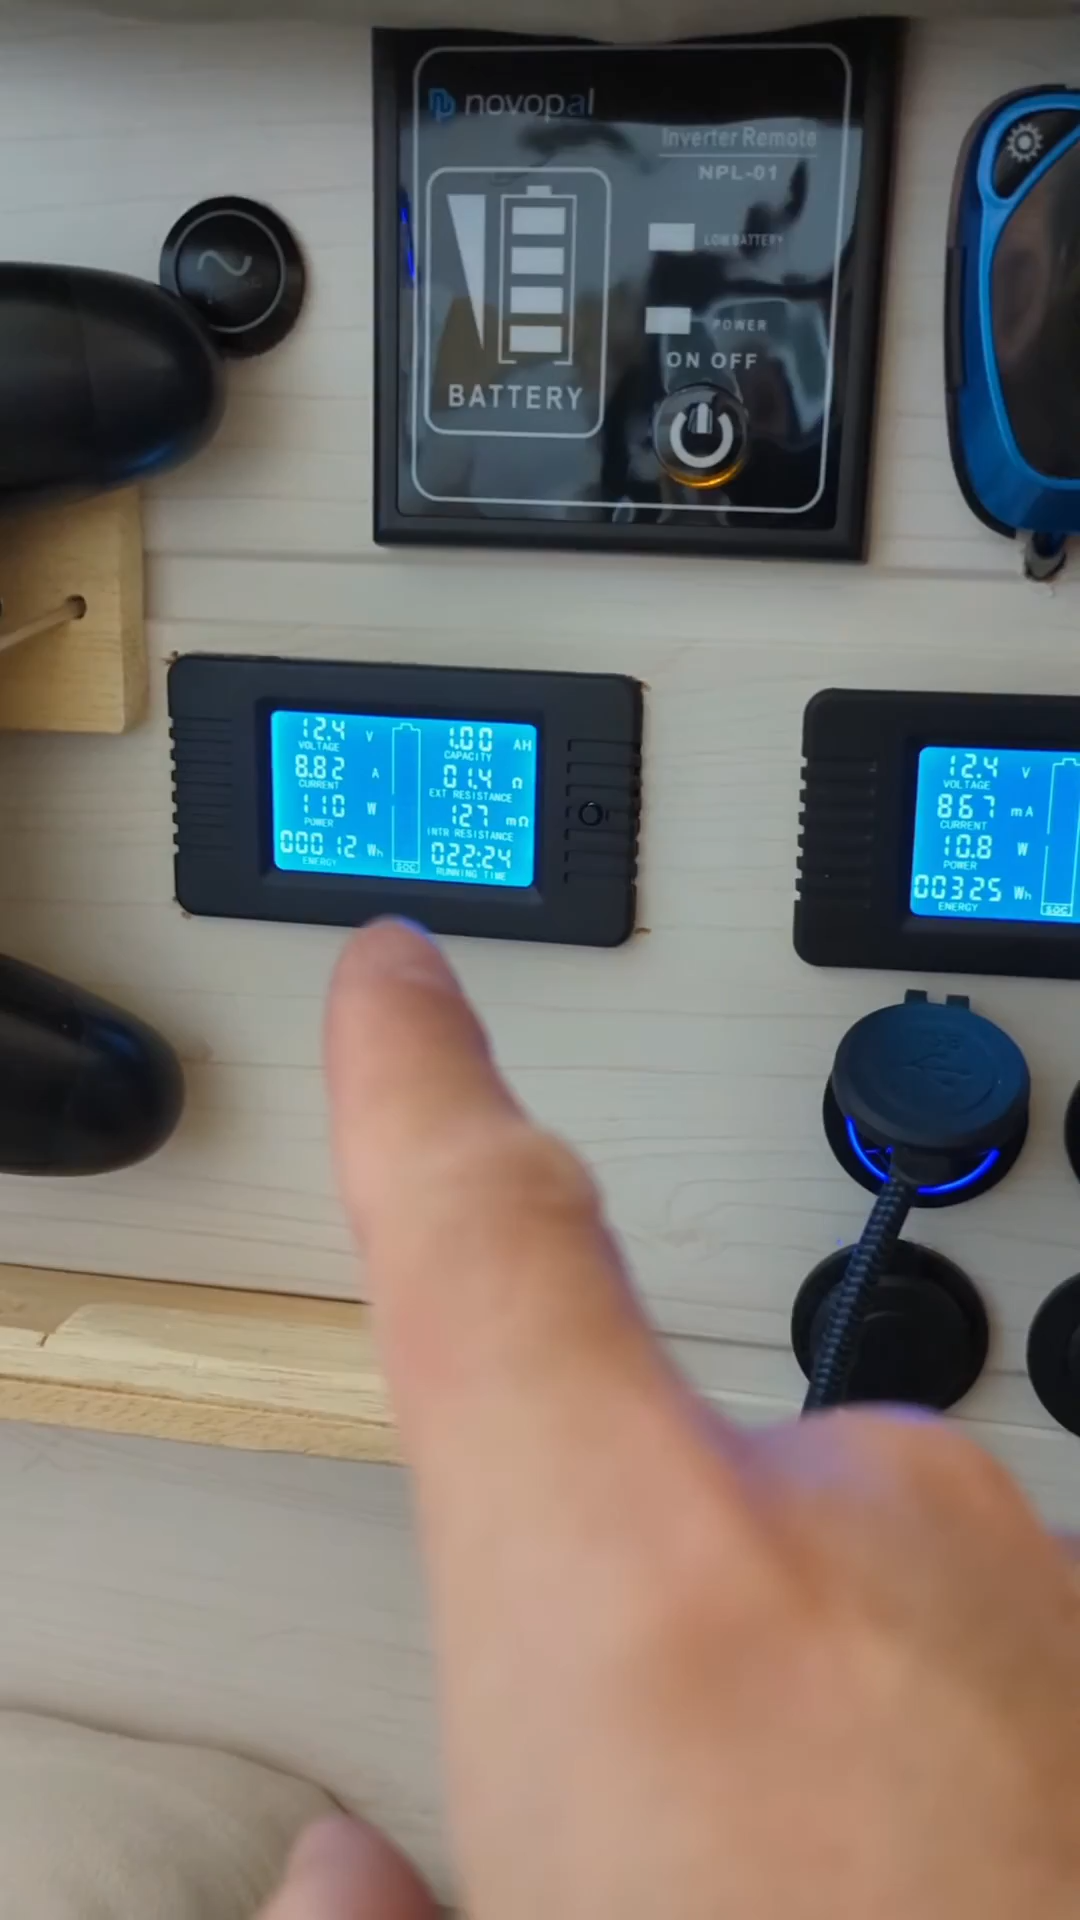 novopal
Inverter Remote
NPL-01
LOW BATTERY
POWER
ON OFF
BATTERY
12.4 V
VOLTAGE
8.82 A
CURRENT
110 W
POWER
00012 Wh
ENERGY
SOC
1.00 AH
CAPACITY
01.4 Ω
EXT RESISTANCE
127 mΩ
INTR RESISTANCE
022:24
RUNNING TIME
12.4 V
VOLTAGE
867 mA
CURRENT
10.8 W
POWER
00325 Wh
ENERGY
SOC